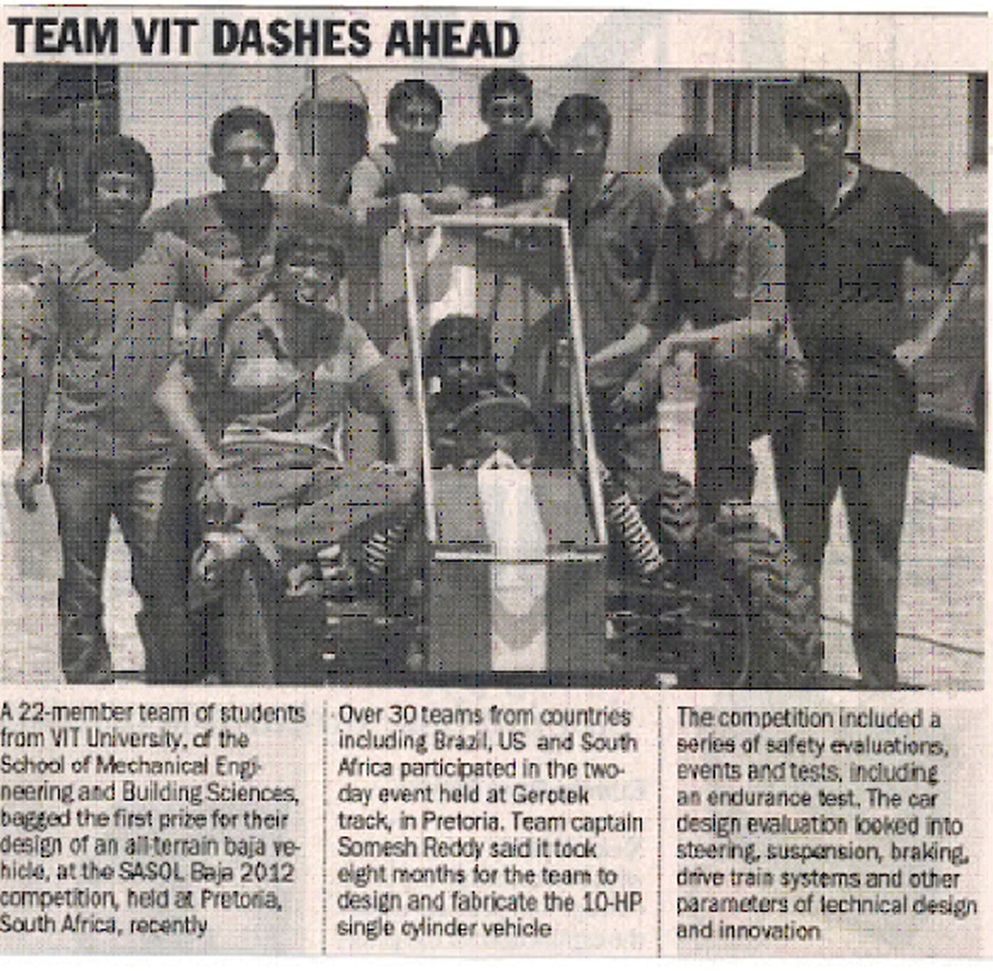 TEAM VIT DASHES AHEAD
A 22-member team of students
from VIT University, of the
School of Mechanical Engi-
neering and Building Sciences,
bagged the first prize for their
design of an all-terrain baja ve-
hicle, at the SASOL Baja 2012
competition, held at Pretoria,
South Africa, recently
Over 30 teams from countries
including Brazil, US and South
Africa participated in the two-
day event held at Gerotek
track, in Pretoria. Team captain
Somesh Reddy said it took
eight months for the team to
design and fabricate the 10-HP
single cylinder vehicle
The competition included a
series of safety evaluations,
events and tests, including
an endurance test. The car
design evaluation looked into
steering, suspension, braking,
drive train systems and other
parameters of technical design
and innovation